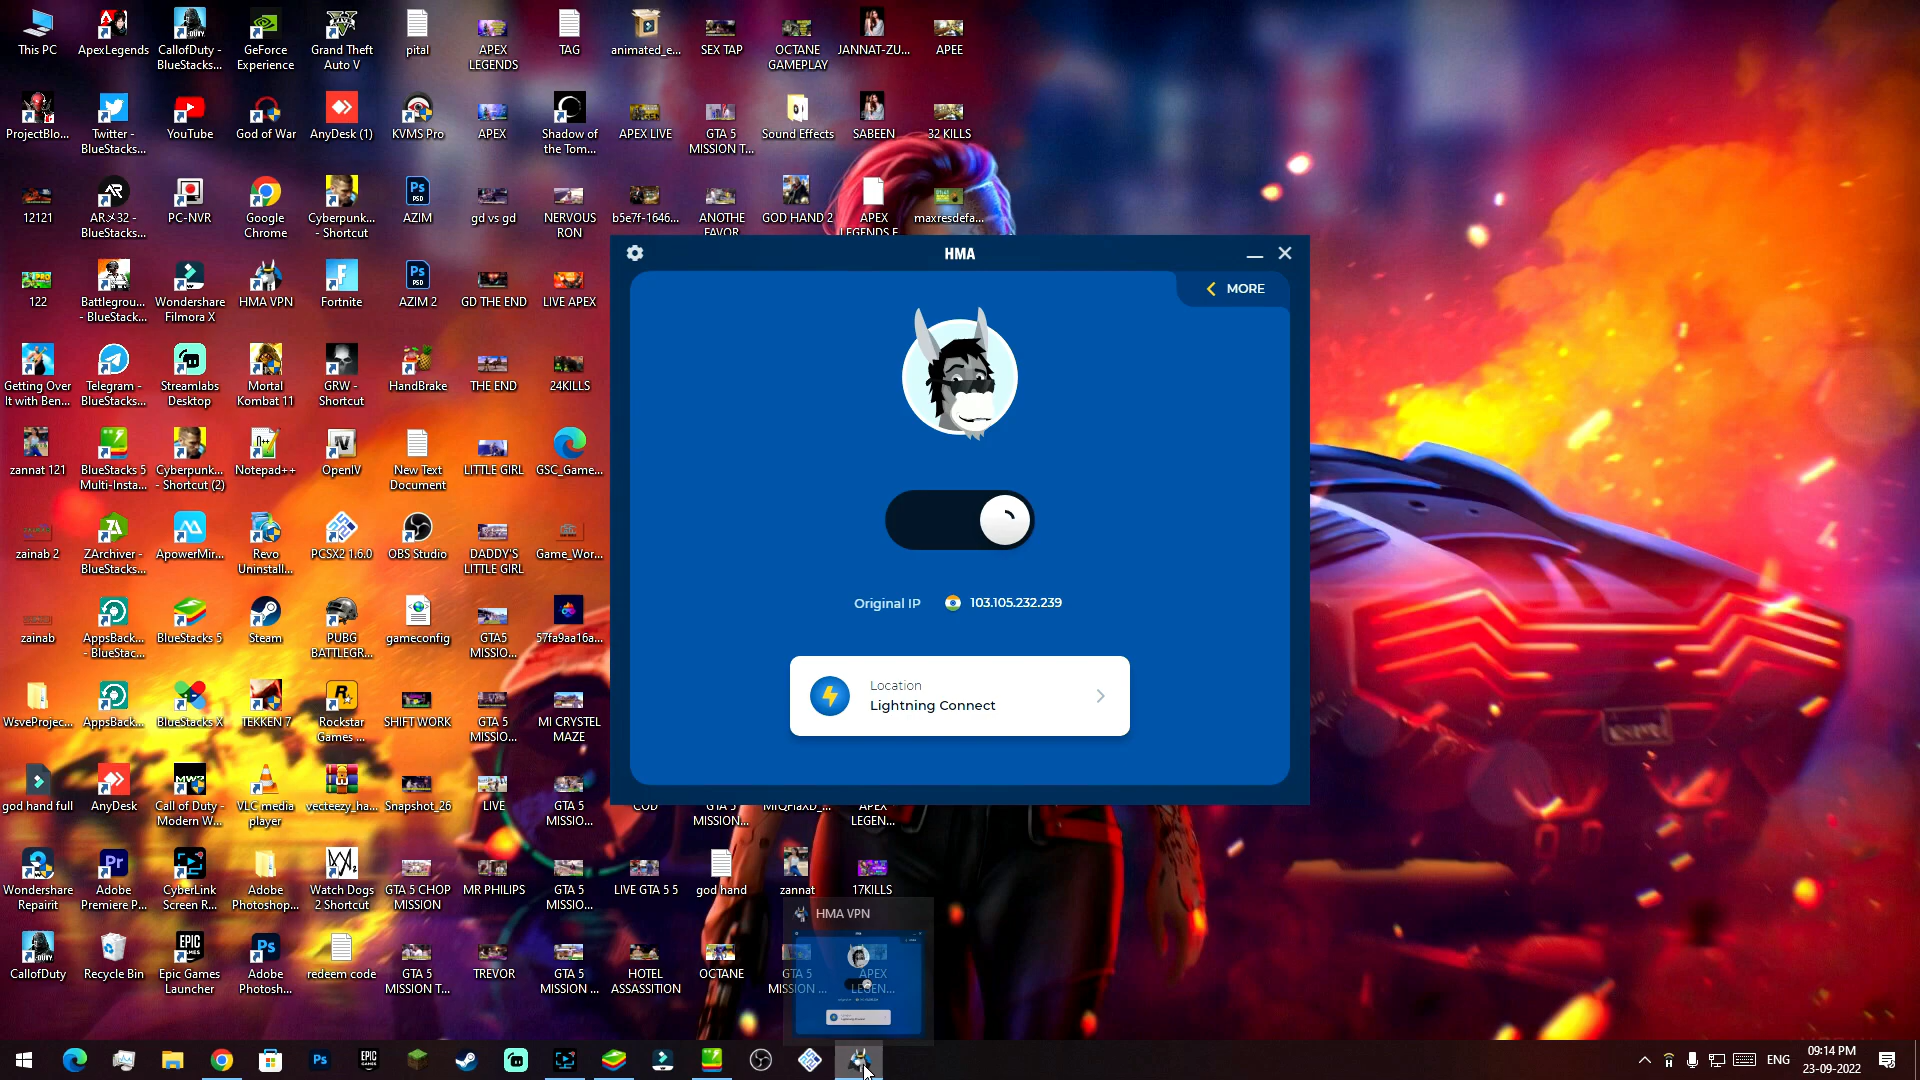 This PC
ApexLegends
CallofDuty -
BlueStacks...
GeForce
Experience
Grand Theft
Auto V
pital
APEX
LEGENDS
TAG
animated_e...
SEX TAP
OCTANE
GAMEPLAY
JANNAT-ZU...
APEE
ProjectBlo...
Twitter -
BlueStacks...
YouTube
God of War
AnyDesk (1)
KVMS Pro
APEX
Shadow of
the Tom...
APEX LIVE
GTA 5
MISSION T...
Sound Effects
SABEEN
32 KILLS
12121
ARメ32 -
BlueStacks...
PC-NVR
Google
Chrome
Cyberpunk...
- Shortcut
AZIM
gd vs gd
NERVOUS
RON
b5e7f-1646...
ANOTHE
FAVOR
GOD HAND 2
APEX
LEGENDS F
maxresdefa...
122
Battlegrou...
- BlueStack...
Wondershare
Filmora X
HMA VPN
Fortnite
AZIM 2
GD THE END
LIVE APEX
Getting Over
It with Ben...
Telegram -
BlueStacks...
Streamlabs
Desktop
Mortal
Kombat 11
GRW -
Shortcut
HandBrake
THE END
24KILLS
zannat 121
BlueStacks 5
Multi-Insta...
Cyberpunk...
- Shortcut (2)
Notepad++
OpenIV
New Text
Document
LITTLE GIRL
GSC_Game...
zainab 2
ZArchiver -
BlueStacks...
ApowerMir...
Revo
Uninstall...
PCSX2 1.6.0
OBS Studio
DADDY'S
LITTLE GIRL
Game_Wor...
zainab
AppsBack...
- BlueStac...
BlueStacks 5
Steam
PUBG
BATTLEGR...
gameconfig
GTA5
MISSIO...
57fa9aa16a...
WsveProjec...
AppsBack...
BlueStacks X
TEKKEN 7
Rockstar
Games ...
SHIFT WORK
GTA 5
MISSIO...
MI CRYSTEL
MAZE
god hand full
AnyDesk
Call of Duty -
Modern W...
VLC media
player
vecteezy_ha...
Snapshot_26
LIVE
GTA 5
MISSIO...
COD
GTA 5
MISSION...
MIQFIaXD_...
APEX
LEGEN...
Wondershare
Repairit
Adobe
Premiere P...
CyberLink
Screen R...
Adobe
Photoshop...
Watch Dogs
2 Shortcut
GTA 5 CHOP
MISSION
MR PHILIPS
GTA 5
MISSIO...
LIVE GTA 5 5
god hand
zannat
17KILLS
CallofDuty
Recycle Bin
Epic Games
Launcher
Adobe
Photosh...
redeem code
GTA 5
MISSION T...
TREVOR
GTA 5
MISSION ...
HOTEL
ASSASSITION
OCTANE
GTA 5
MISSION ...
APEX
LEGEN...
HMA
MORE
Original IP
103.105.232.239
Location
Lightning Connect
HMA VPN
ENG
09:14 PM
23-09-2022